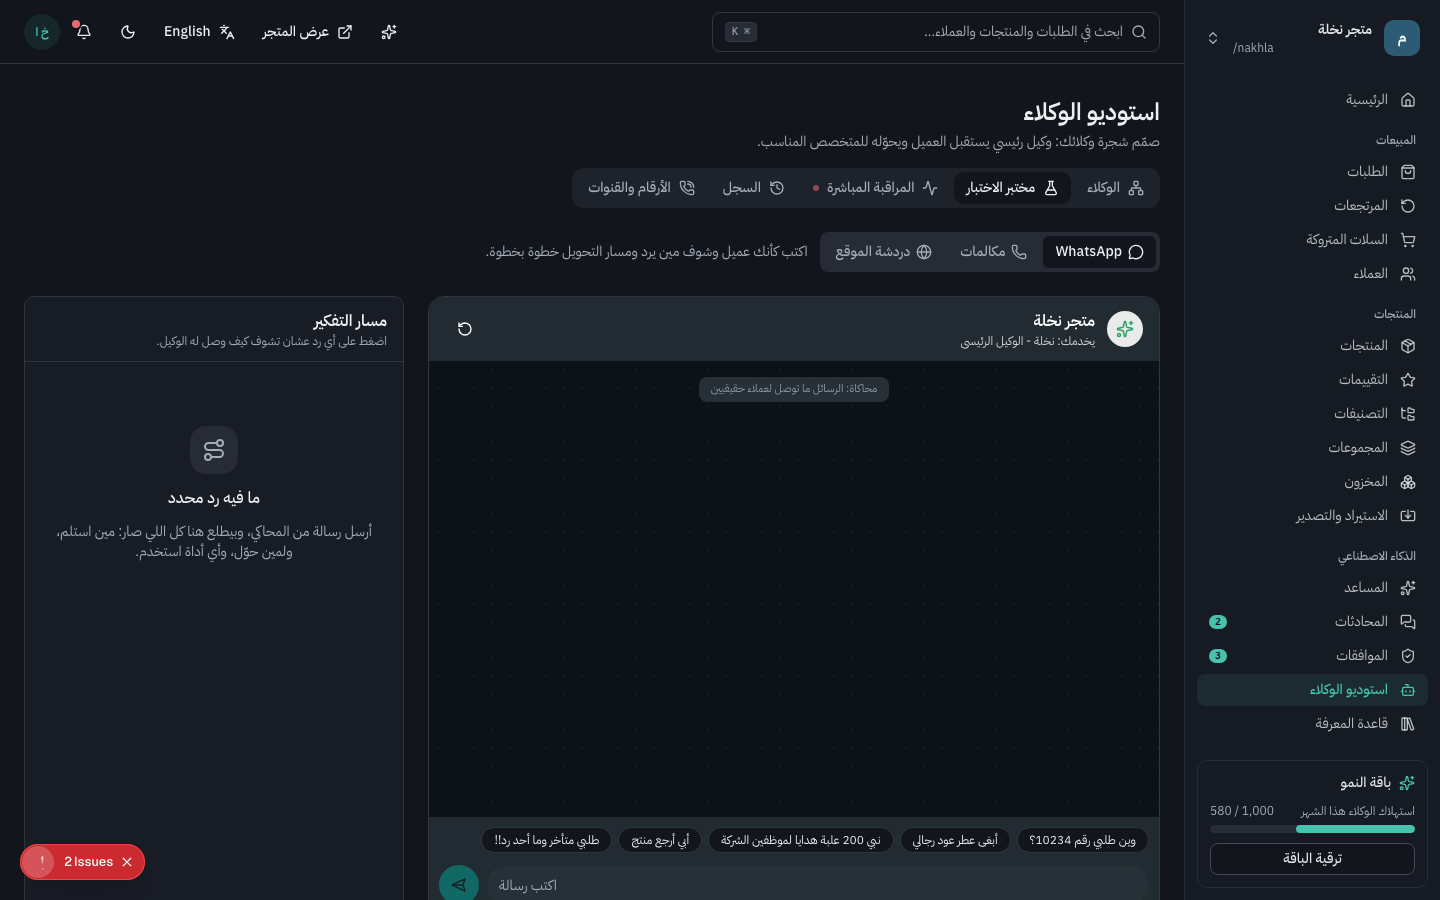 متجر نخلة
/nakhla
الرئيسية
المبيعات
الطلبات
المرتجعات
السلات المتروكة
العملاء
المنتجات
المنتجات
التقييمات
التصنيفات
المجموعات
المخزون
الاستيراد والتصدير
الذكاء الاصطناعي
المساعد
المحادثات
2
الموافقات
3
استوديو الوكلاء
قاعدة المعرفة
باقة النمو
استهلاك الوكلاء هذا الشهر
580 / 1,000
ترقية الباقة
م
ابحث في الطلبات والمنتجات والعملاء...
⌘ K
عرض المتجر
English
خ ا
استوديو الوكلاء
صمّم شجرة وكلائك: وكيل رئيسي يستقبل العميل ويحوّله للمتخصص المناسب.
الوكلاء
مختبر الاختبار
المراقبة المباشرة
السجل
الأرقام والقنوات
WhatsApp
مكالمات
دردشة الموقع
اكتب كأنك عميل وشوف مين يرد ومسار التحويل خطوة بخطوة.
متجر نخلة
يخدمك: نخلة - الوكيل الرئيسي
محاكاة: الرسائل ما توصل لعملاء حقيقيين
وين طلبي رقم 10234؟
أبغى عطر عود رجالي
نبي 200 علبة هدايا لموظفين الشركة
أبي أرجع منتج
طلبي متأخر وما أحد رد!!
اكتب رسالة
مسار التفكير
اضغط على أي رد عشان تشوف كيف وصل له الوكيل.
ما فيه رد محدد
أرسل رسالة من المحاكي، وبيطلع هنا كل اللي صار: مين استلم،
ولمين حوّل، وأي أداة استخدم.
2 Issues